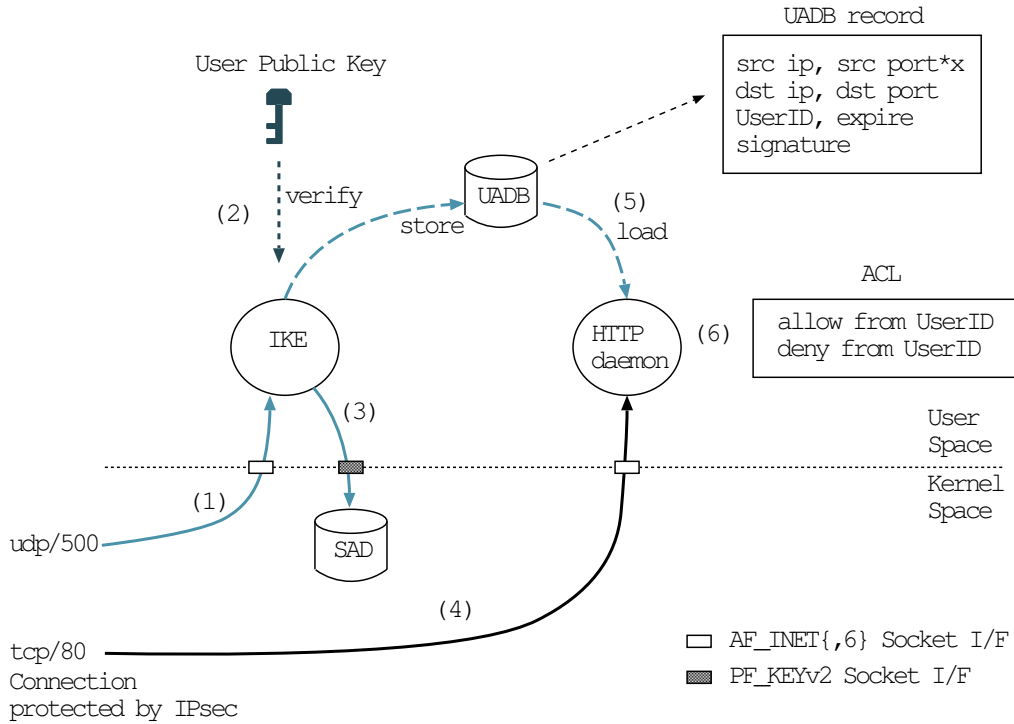 UADB record
src ip, src port*x
dst ip, dst port
UserID, expire
signature
User Public Key
(2)
verify
UADB
store
(5)
load
ACL
allow from UserID
deny from UserID
IKE
HTTP
daemon
(6)
(3)
User
Space
Kernel
Space
(1)
udp/500
SAD
(4)
tcp/80
Connection
protected by IPsec
AF_INET{,6} Socket I/F
PF_KEYv2 Socket I/F